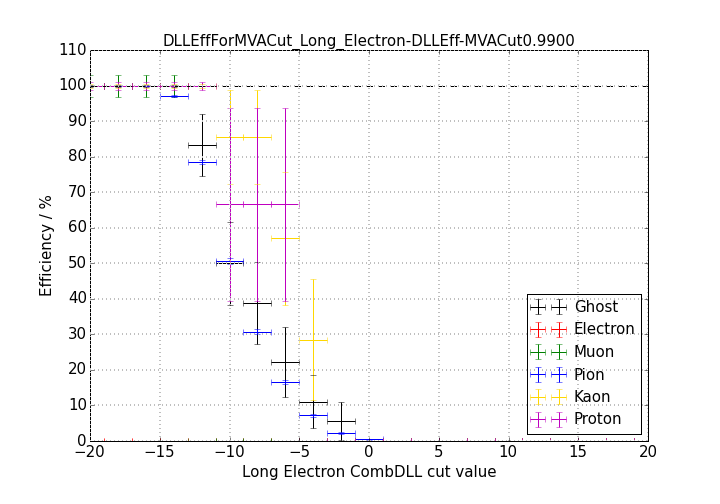 DLLEffForMVACut_Long_Electron-DLLEff-MVACut0.9900
110
100
90
80
70
60
50
40
30
20
10
0
Efficiency / %
Ghost
Electron
Muon
Pion
Kaon
Proton
−20 −15 −10 −5 0 5 10 15 20
Long Electron CombDLL cut value